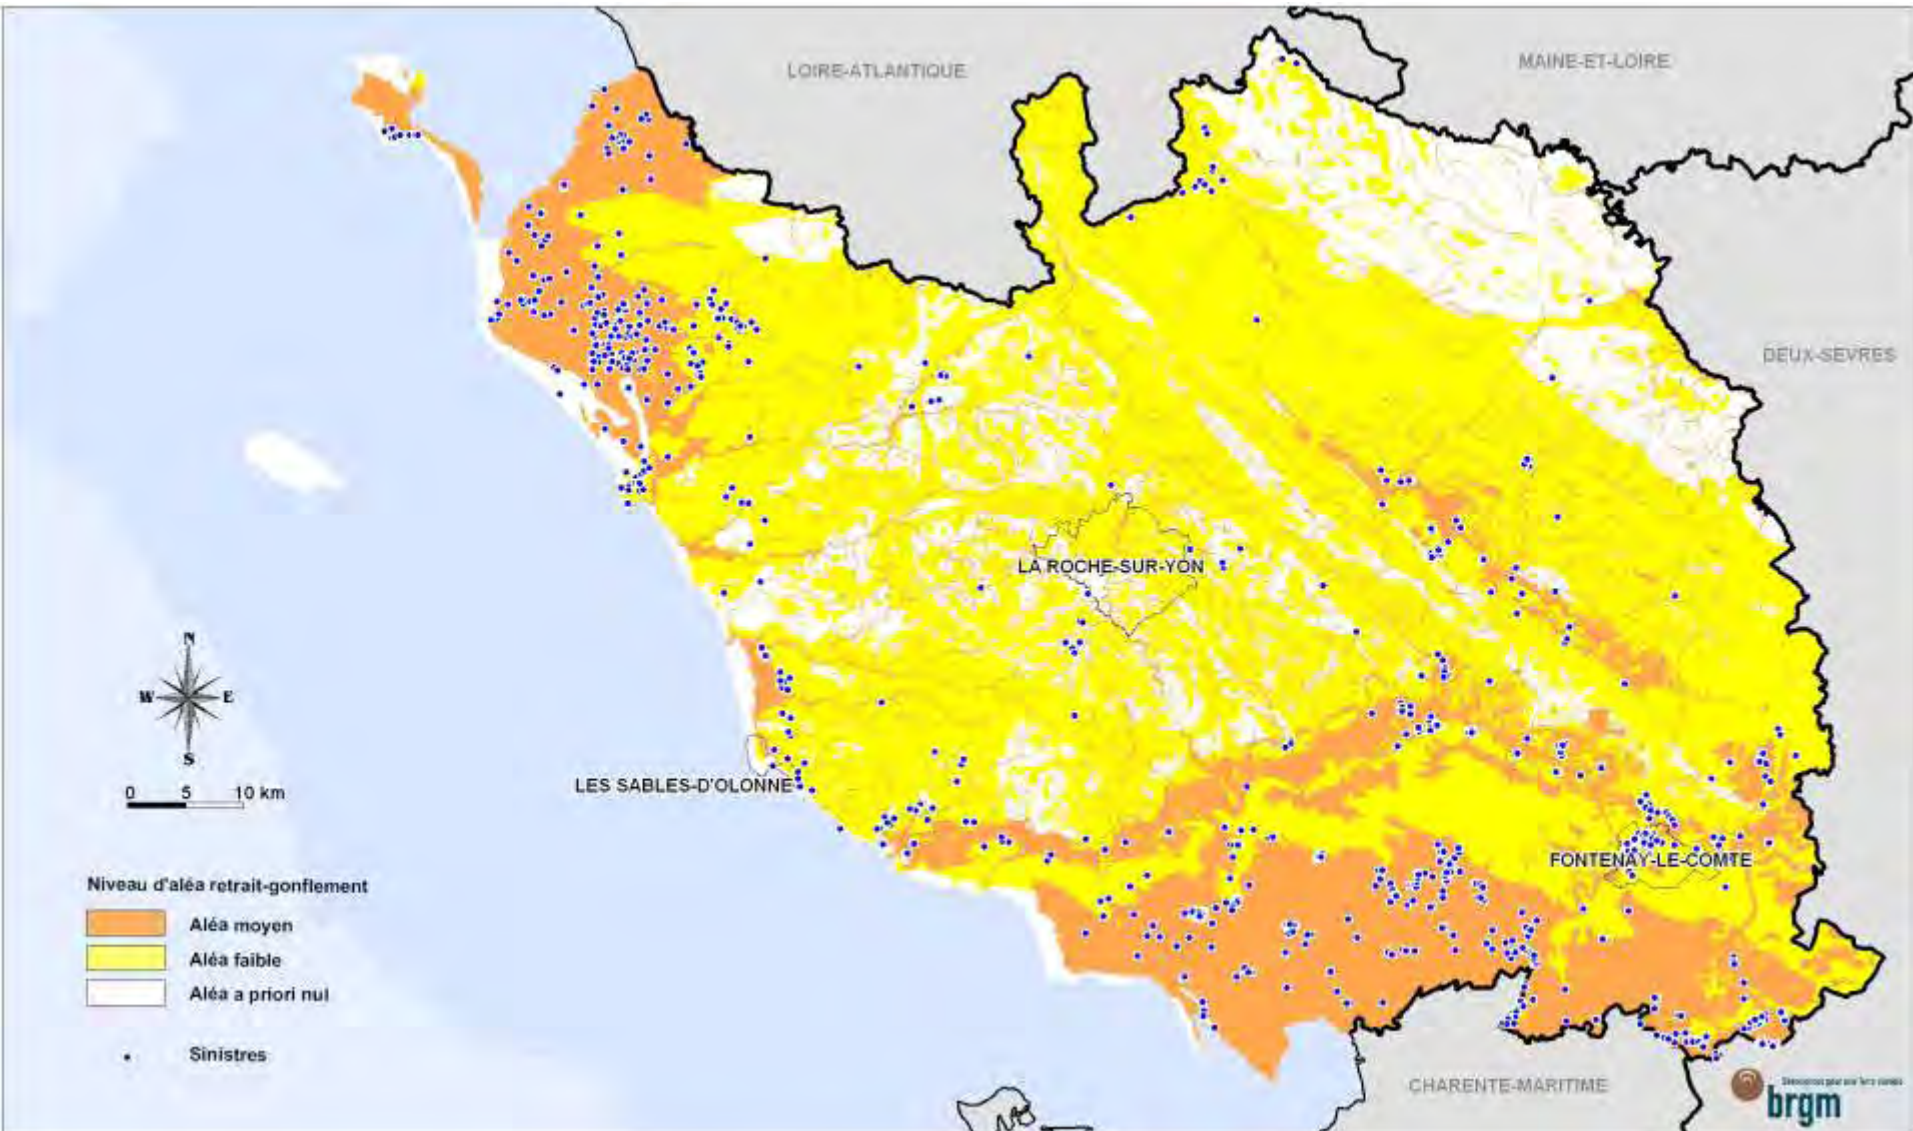 LOIRE-ATLANTIQUE
MAINE-ET-LOIRE
DEUX-SEVRES
LA ROCHE-SUR-YON
N
W
E
S
0 5 10 km
LES SABLES-D'OLONNE
FONTENAY-LE-COMTE
Niveau d'aléa retrait-gonflement
Aléa moyen
Aléa faible
Aléa a priori nul
Sinistres
CHARENTE-MARITIME
brgm